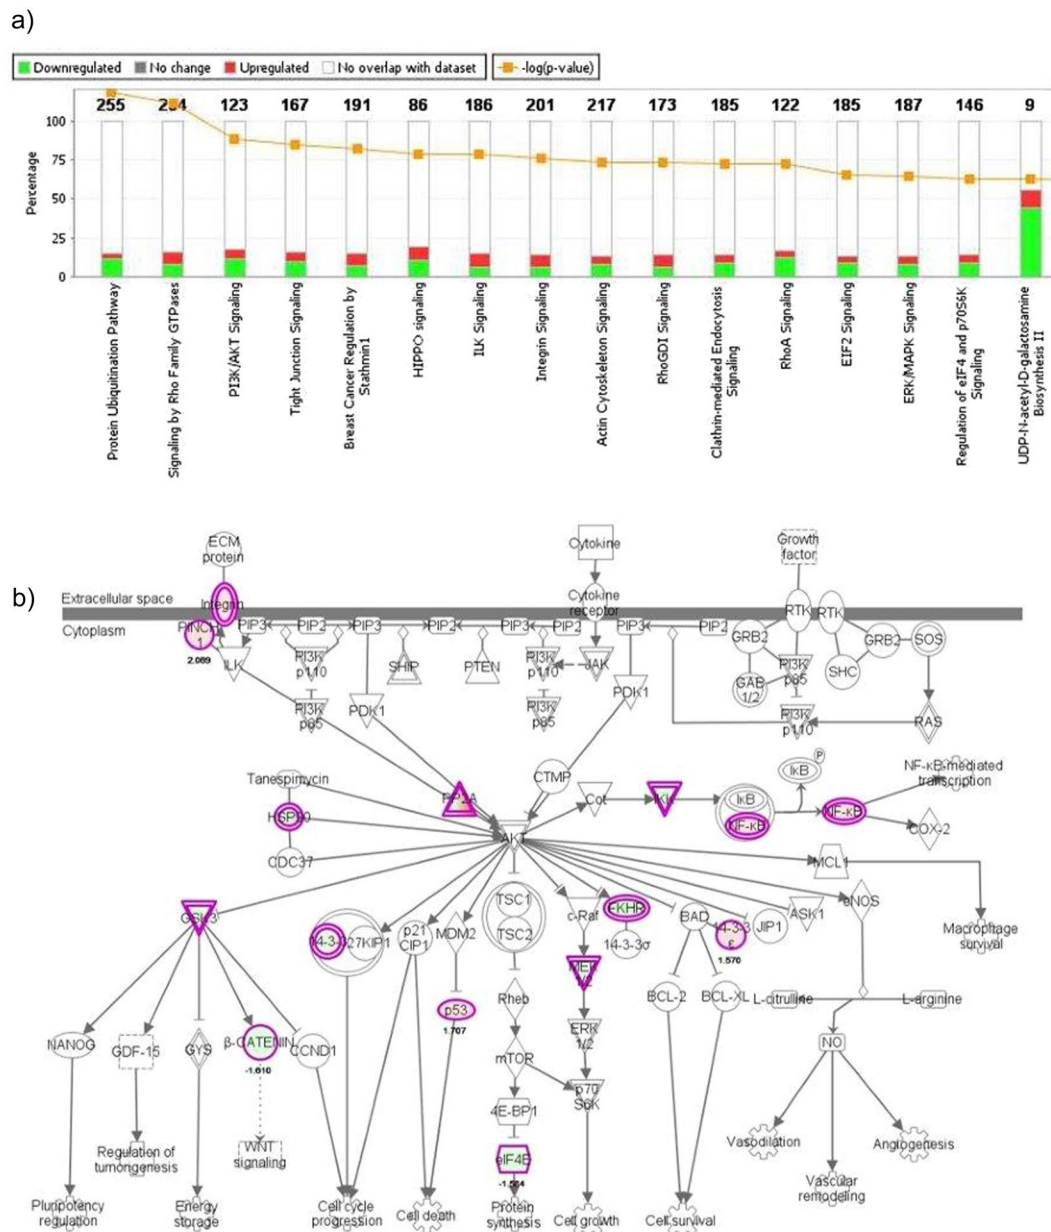 a)
Downregulated No change Upregulated No overlap with dataset -log(p-value)
255 123 167 191 86 186 201 217 173 185 122 185 187 146 9
Percentage
100
75
50
25
0
Protein Ubiquitination Pathway
Signaling by Rho Family GTPases
PI3K/AKT Signaling
Tight Junction Signaling
Breast Cancer Regulation by
Stathmin1
HIPPO signaling
ILK Signaling
Integrin Signaling
Actin Cytoskeleton Signaling
RhoGDI Signaling
Clathrin-mediated Endocytosis
Signaling
RhoA Signaling
EIF2 Signaling
ERK/MAPK Signaling
Regulation of eIF4 and p70S6K
Signaling
UDP-N-acetyl-D-galactosamine
Biosynthesis II
b)
ECM
protein
Cytokine
Growth
factor
Extracellular space
Integrin
Cytokine
receptor
RTK RTK
Cytoplasm
PINCH
1
2.089
PIP3 PIP2 PIP3 PIP2 PIP3 PIP2 PIP3 PIP2
GRB2 GRB2 SOS
ILK
PI3K
p110
SHIP
PTEN
PI3K
p110
JAK
PI3K
p85
SHC
GAB
1/2
PDK1
PI3K
p85
PDK1
PI3K
p85
PI3K
p110
RAS
Tanespimycin
CTMP
IκB
P
NF-κB-mediated
transcription
PP2A
Cot
IKK
IκB
NF-κB
NF-κB
HSP90
AKT
COX-2
CDC37
MCL1
GSK3
TSC1
TSC2
c-Raf
FKHR
BAD
14-3-3
ε
1.570
JIP1
ASK1
eNOS
14-3-3
p27KIP1
p21
CIP1
MDM2
14-3-3σ
Macrophage
survival
MEK
1/2
p53
1.707
Rheb
BCL-2
BCL-XL
L-citrulline
L-arginine
NANOG
GDF-15
GYS
β-CATENIN
-1.610
CCND1
ERK
1/2
NO
mTOR
p70
S6K
4E-BP1
Regulation of
tumorigenesis
WNT
signaling
eIF4E
Vasodilation
Angiogenesis
Vascular
remodeling
Pluripotency
regulation
Energy
storage
Cell cycle
progression
Cell death
Protein
synthesis
Cell growth
Cell survival